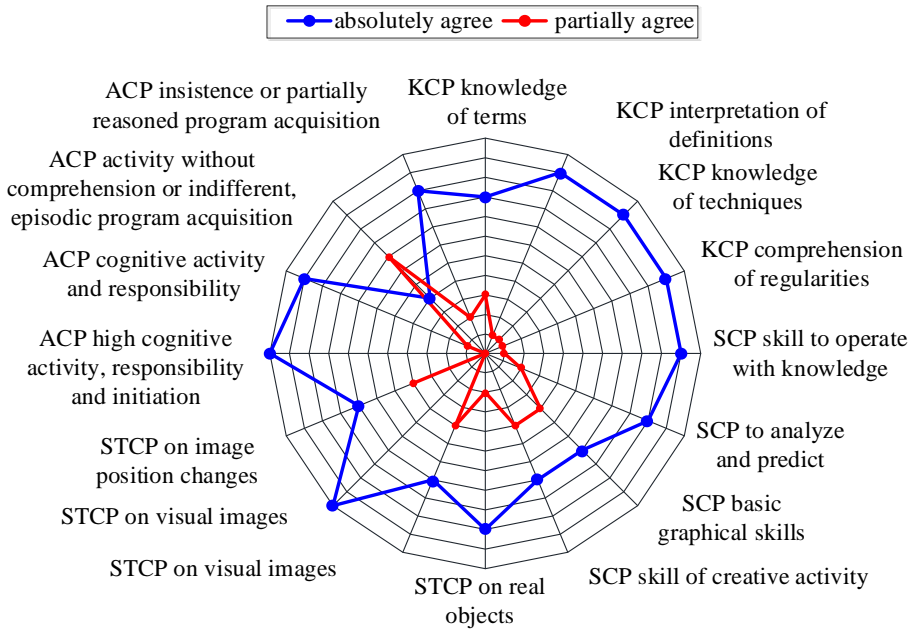 absolutely agree partially agree
KCP knowledge
of terms
KCP interpretation of
definitions
KCP knowledge
of techniques
KCP comprehension
of regularities
SCP skill to operate
with knowledge
SCP to analyze
and predict
SCP basic
graphical skills
SCP skill of creative activity
STCP on real
objects
STCP on visual images
STCP on visual images
STCP on image
position changes
ACP high cognitive
activity, responsibility
and initiation
ACP cognitive activity
and responsibility
ACP activity without
comprehension or indifferent,
episodic program acquisition
ACP insistence or partially
reasoned program acquisition